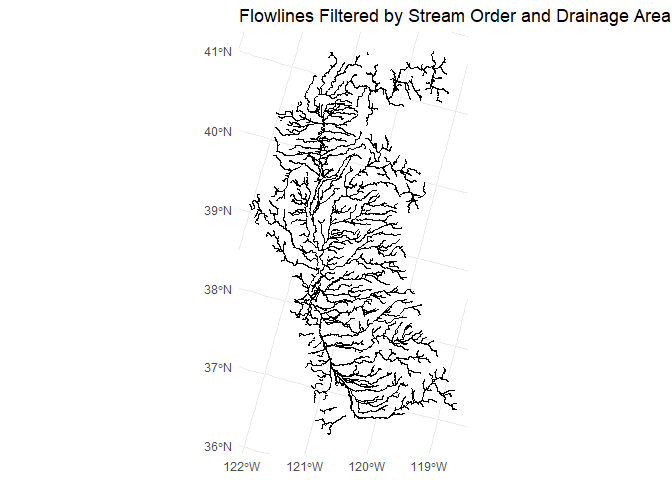 Flowlines Filtered by Stream Order and Drainage Area
41°N
40°N
39°N
38°N
37°N
36°N
122°W 121°W 120°W 119°W